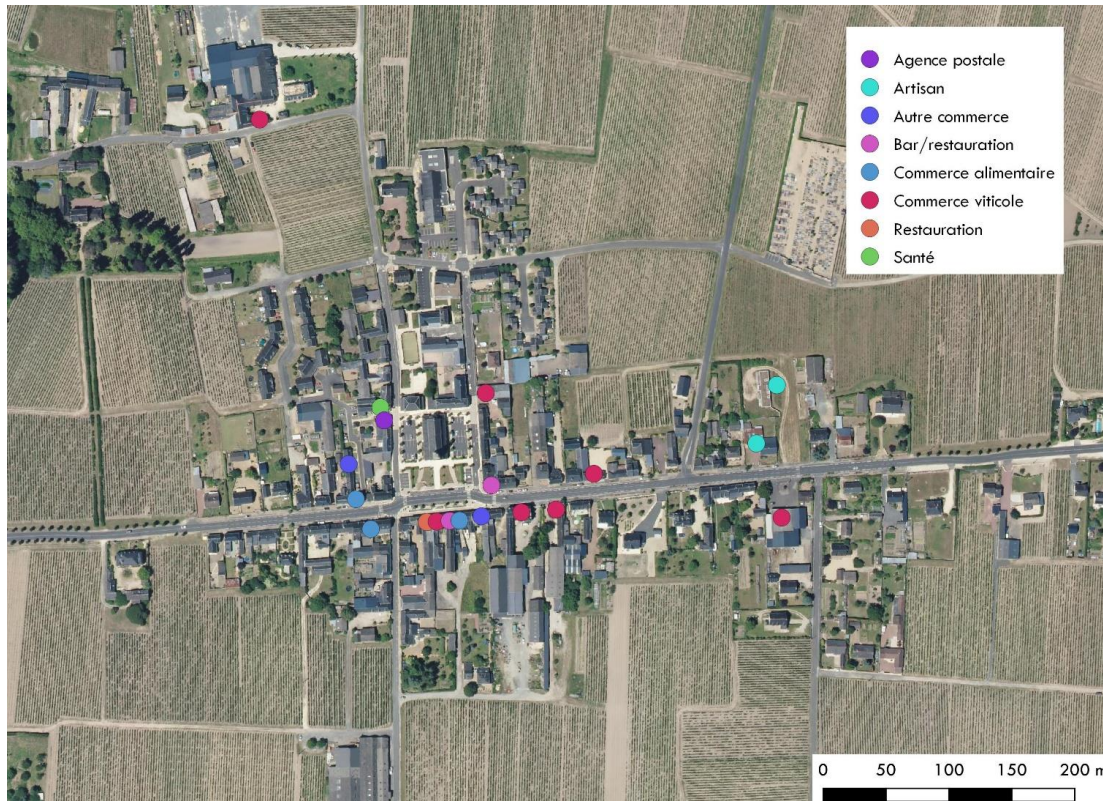 Agence postale
Artisan
Autre commerce
Bar/restauration
Commerce alimentaire
Commerce viticole
Restauration
Santé
0 50 100 150 200 m